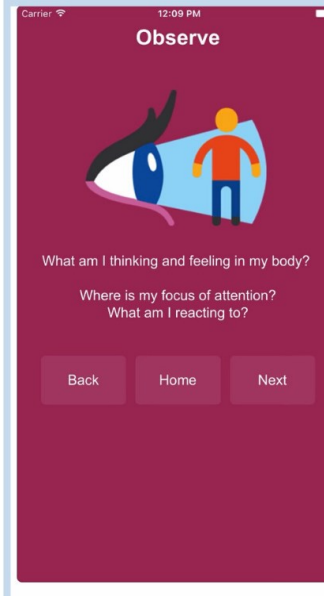 Carrier 12:09 PM
Observe
What am I thinking and feeling in my body?
Where is my focus of attention?
What am I reacting to?
Back Home Next